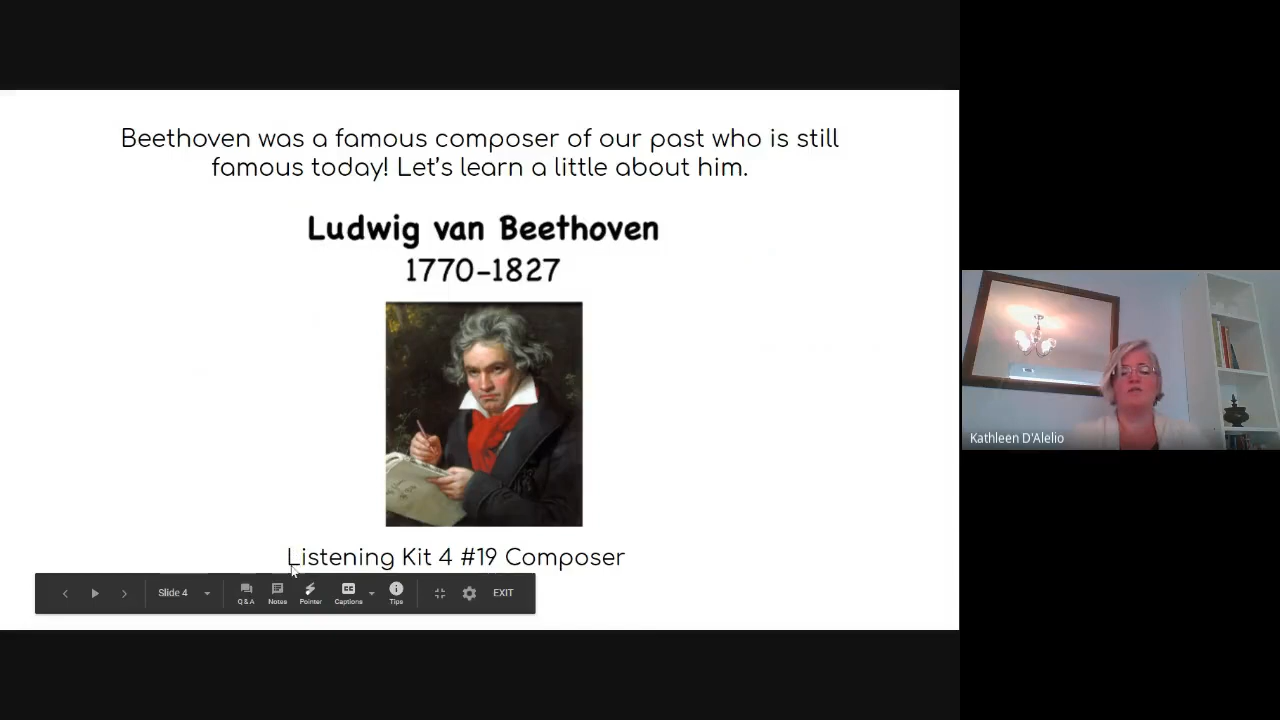 Beethoven was a famous composer of our past who is still
famous today! Let's learn a little about him.
Ludwig van Beethoven
1770-1827
Listening Kit 4 #19 Composer
Slide 4
Q & A
Notes
Pointer
CC
Captions
Tips
EXIT
Kathleen D'Alelio